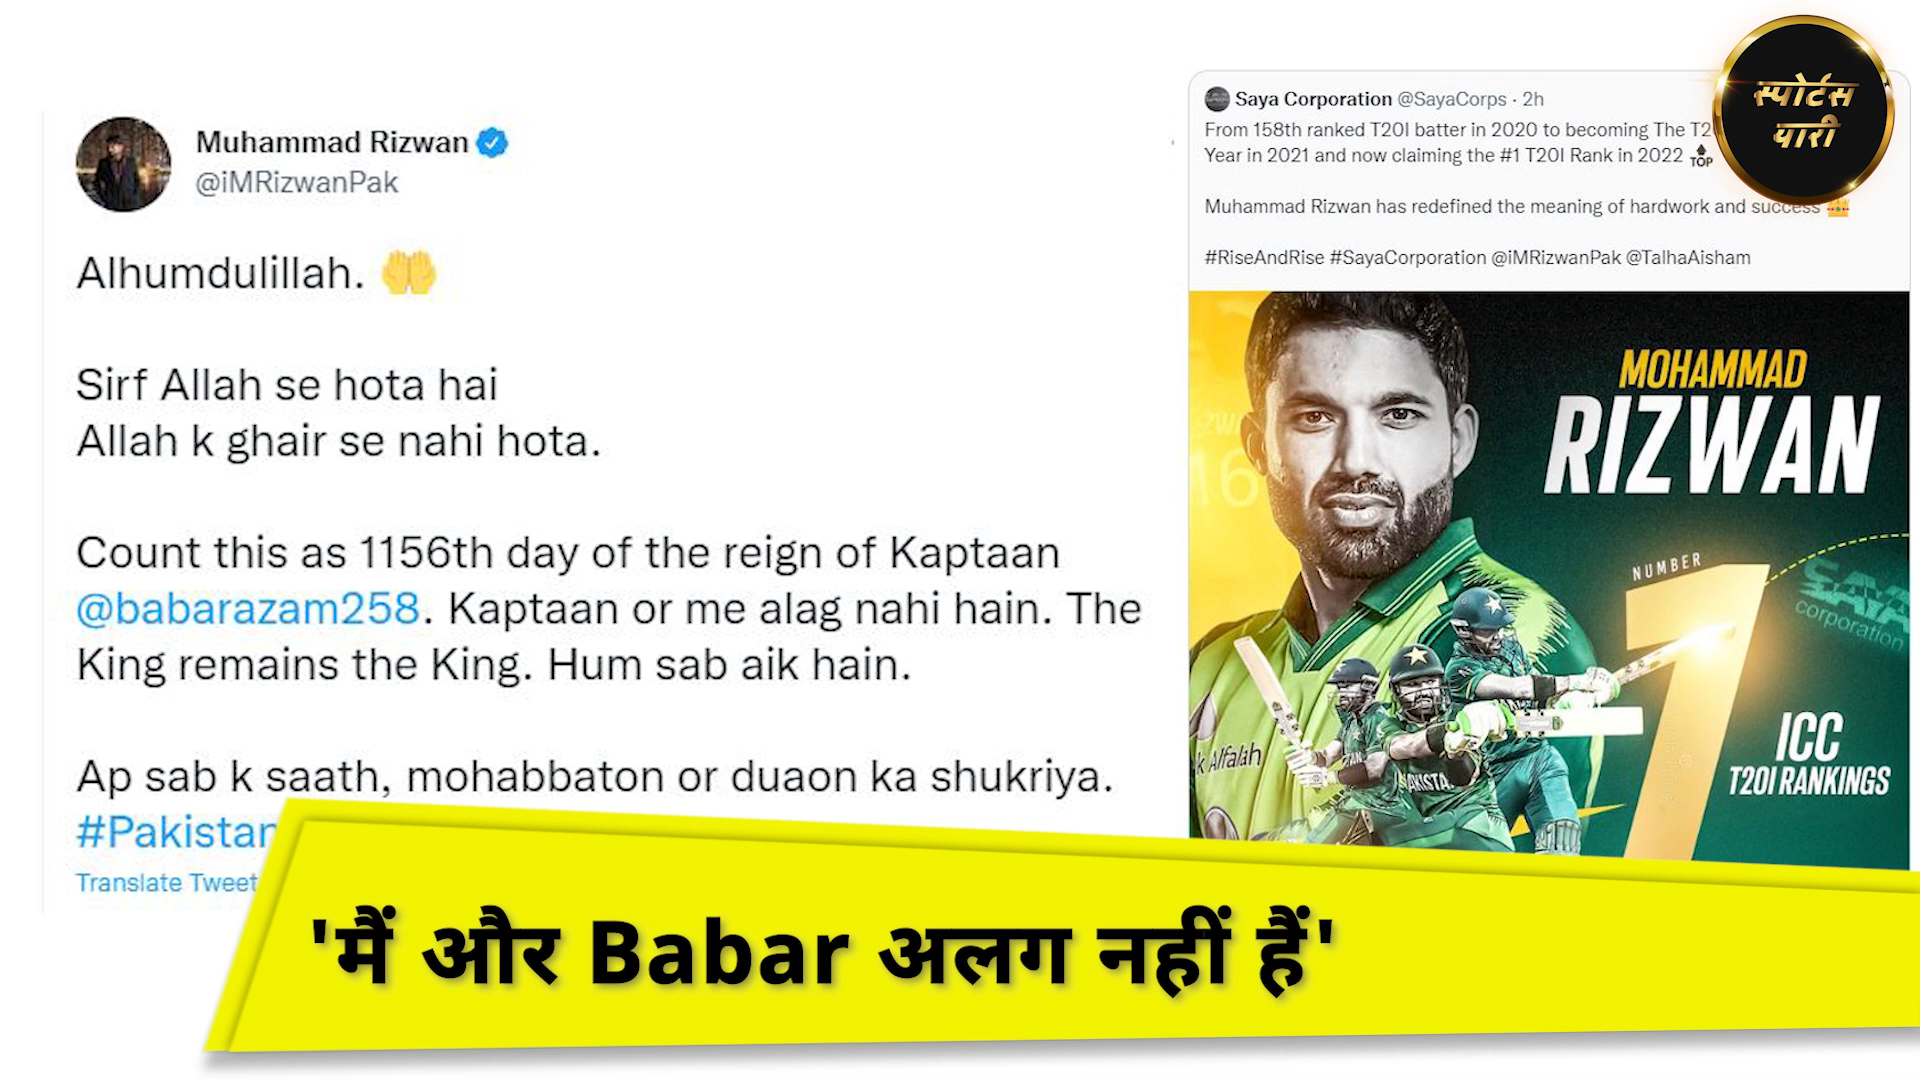 Muhammad Rizwan
@iMRizwanPak
Alhumdulillah. 🤲
Sirf Allah se hota hai
Allah k ghair se nahi hota.
Count this as 1156th day of the reign of Kaptaan
@babarazam258. Kaptaan or me alag nahi hain. The
King remains the King. Hum sab aik hain.
Ap sab k saath, mohabbaton or duaon ka shukriya.
#Pakistan
Translate Tweet
Saya Corporation @SayaCorps · 2h
From 158th ranked T20I batter in 2020 to becoming The T2
Year in 2021 and now claiming the #1 T20I Rank in 2022 🔝
Muhammad Rizwan has redefined the meaning of hardwork and success 👑
#RiseAndRise #SayaCorporation @iMRizwanPak @TalhaAisham
स्पोर्टस
यारी
MOHAMMAD
RIZWAN
16
NUMBER
1
SAYA
corporation
ICC
T20I RANKINGS
k Alfalah
'मैं और Babar अलग नहीं हैं'